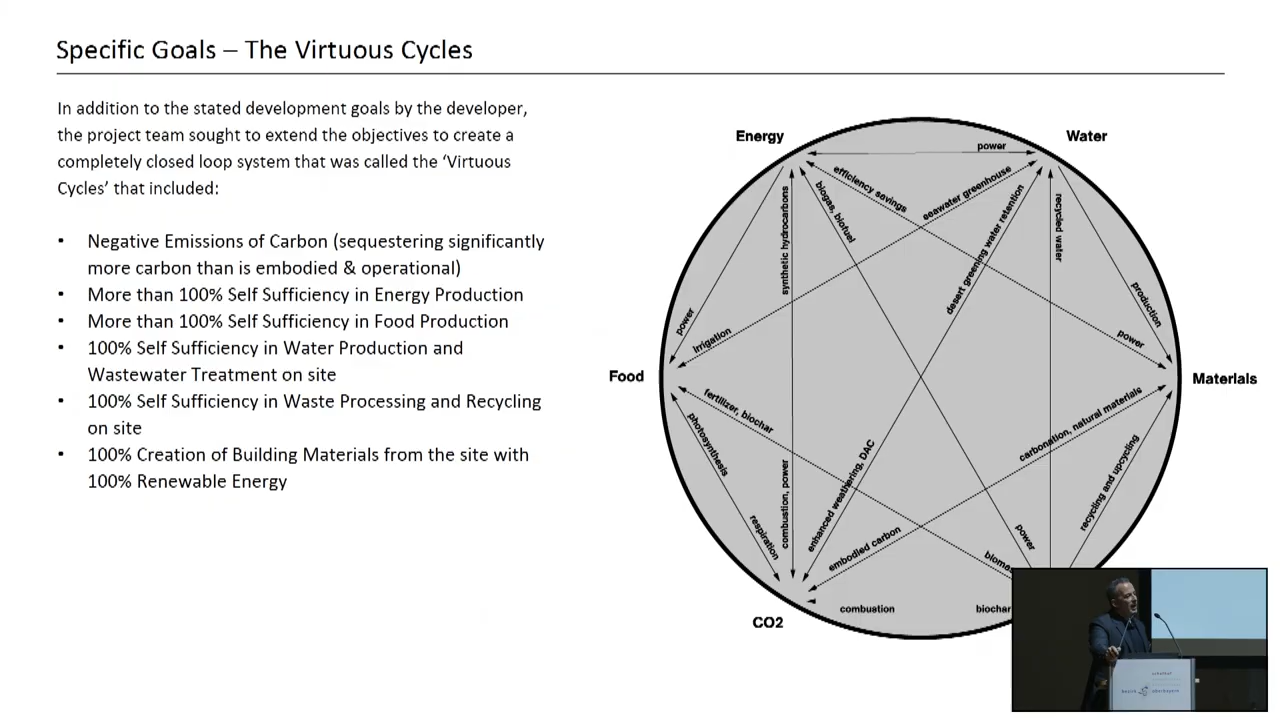 Specific Goals – The Virtuous Cycles
In addition to the stated development goals by the developer,
the project team sought to extend the objectives to create a
completely closed loop system that was called the ‘Virtuous
Cycles’ that included:
• Negative Emissions of Carbon (sequestering significantly
more carbon than is embodied & operational)
• More than 100% Self Sufficiency in Energy Production
• More than 100% Self Sufficiency in Food Production
• 100% Self Sufficiency in Water Production and
Wastewater Treatment on site
• 100% Self Sufficiency in Waste Processing and Recycling
on site
• 100% Creation of Building Materials from the site with
100% Renewable Energy
Energy
Water
power
efficiency savings
seawater greenhouse
biogas, biofuel
synthetic hydrocarbons
desert greening water retention
recycled water
production
power
irrigation
power
Food
Materials
fertilizer, biochar
carbonation, natural materials
photosynthesis
recycling and upcycling
combustion, power
enhanced weathering, DAC
respiration
embodied carbon
power
biomas
combustion
biochar
CO2
bezirk
oberbayern